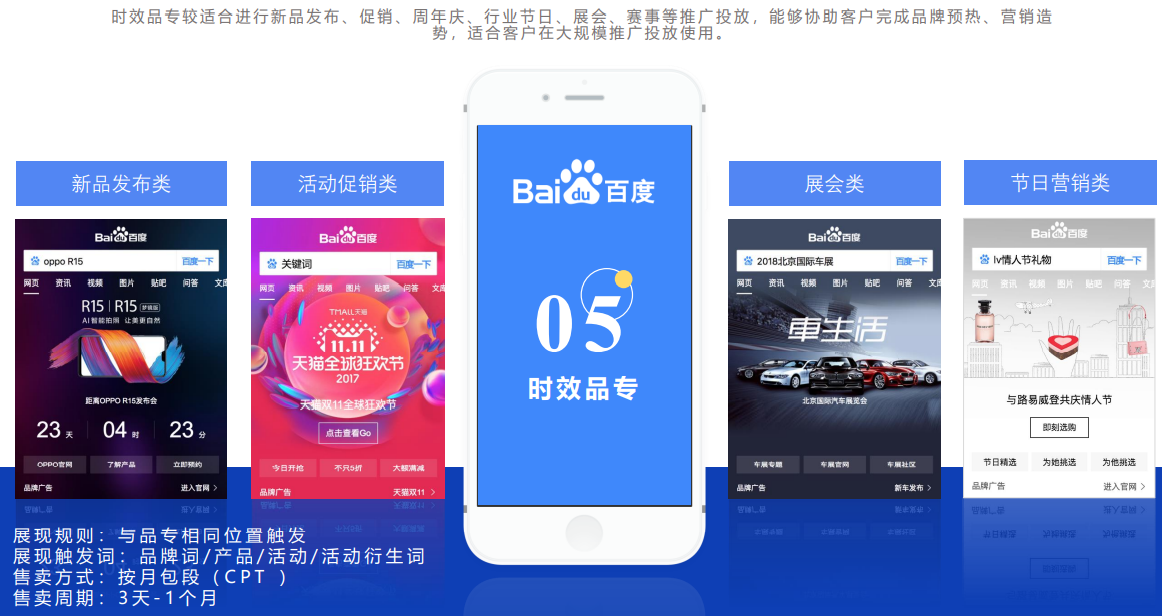 时效品专较适合进行新品发布、促销、周年庆、行业节日、展会、赛事等推广投放，能够协助客户完成品牌预热、营销造
势，适合客户在大规模推广投放使用。
新品发布类
Bai du 百度
oppo R15 百度一下
网页 资讯 视频 图片 贴吧 问答 文库
R15 | R15 梦镜版
AI智能拍照 让美更自然
距离OPPO R15发布会
23 天 04 时 23 分
OPPO官网 了解产品 立即预约
品牌广告 进入官网 >
活动促销类
Bai du 百度
关键词 百度一下
网页 资讯 视频 图片 贴吧 问答 文库
TMALL天猫
11.11
天猫全球狂欢节
2017
天猫双11全球狂欢节
点击查看Go
今日开抢 不只5折 大额满减
品牌广告 天猫双11 >
Bai du 百度
05
时效品专
展会类
Bai du 百度
2018北京国际车展 百度一下
网页 资讯 视频 图片 贴吧 问答 文库
車生活
北京国际汽车展览会
车展专题 车展官网 车展社区
品牌广告 新车发布 >
节日营销类
Bai du 百度
lv情人节礼物 百度一下
网页 资讯 视频 图片 贴吧 问答 文
与路易威登共庆情人节
即刻选购
节日精选 为她挑选 为他挑选
品牌广告 进入官网 >
展现规则：与品专相同位置触发
展现触发词：品牌词/产品/活动/活动衍生词
售卖方式：按月包段（CPT ）
售卖周期：3天-1个月